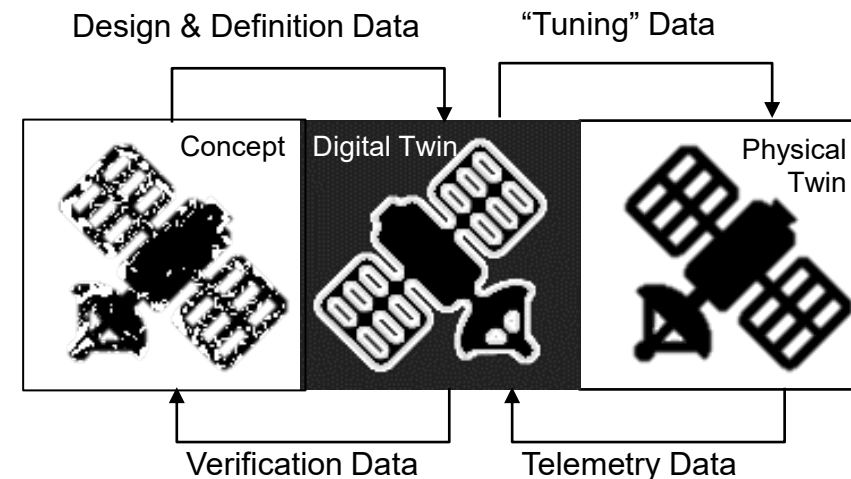 Design & Definition Data
“Tuning” Data
Concept
Digital Twin
Physical
Twin
Verification Data
Telemetry Data